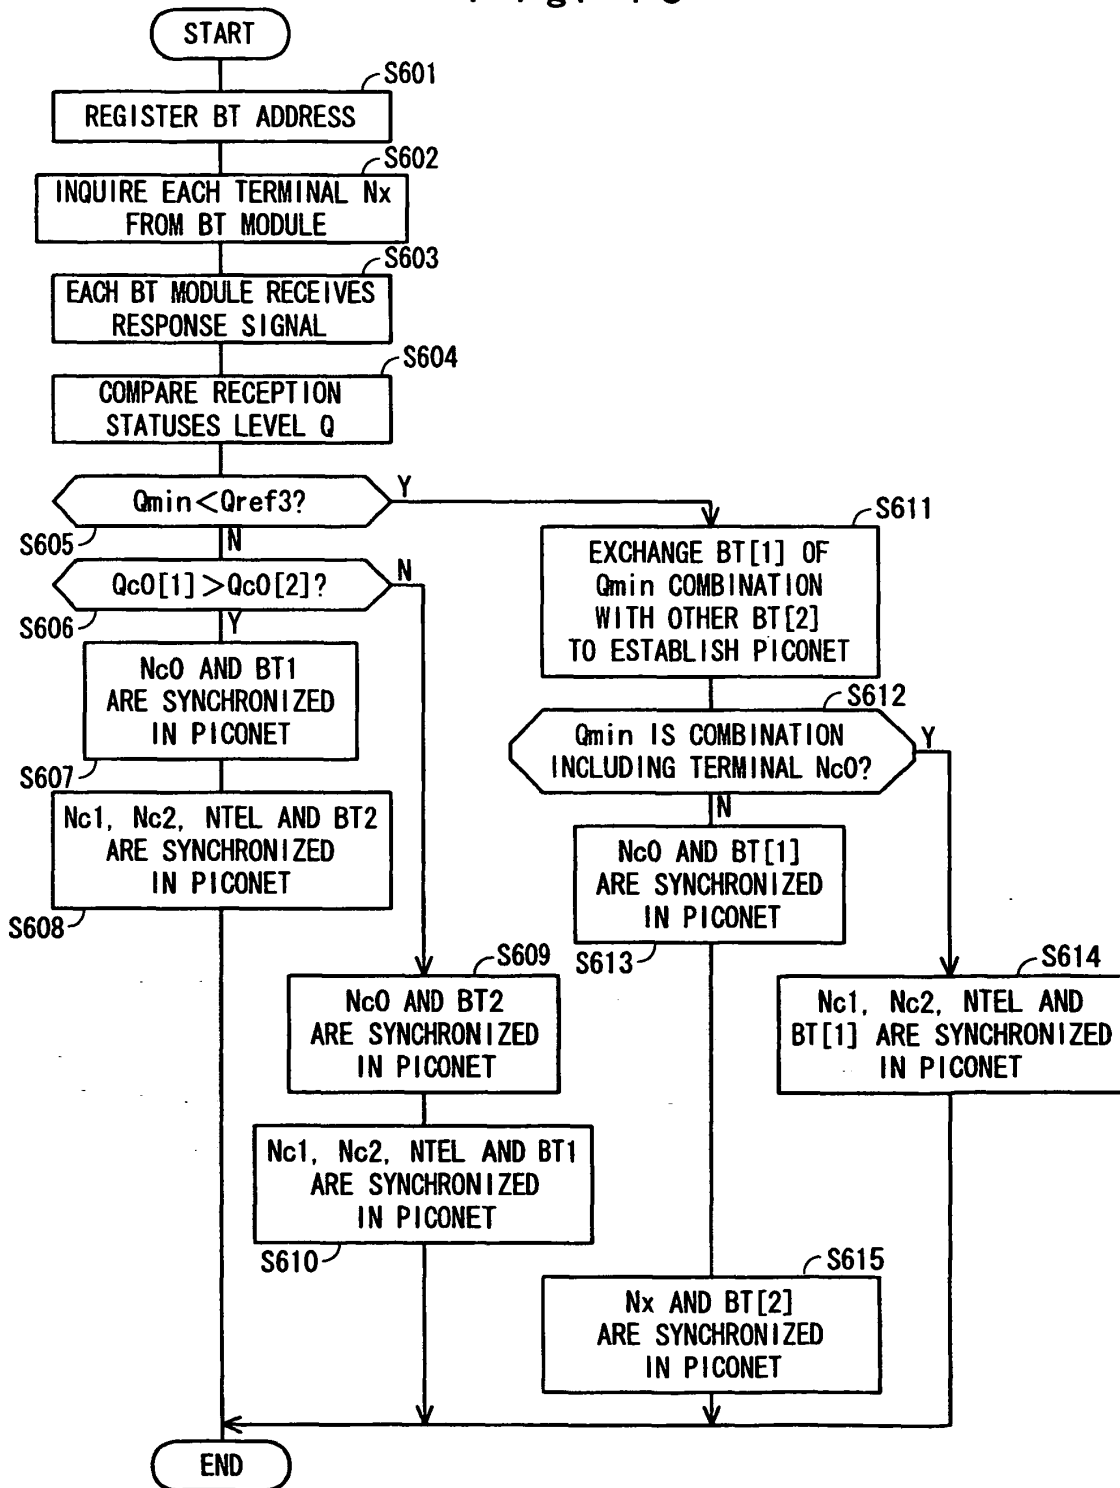 START
S601
REGISTER BT ADDRESS
S602
INQUIRE EACH TERMINAL Nx
FROM BT MODULE
S603
EACH BT MODULE RECEIVES
RESPONSE SIGNAL
S604
COMPARE RECEPTION
STATUSES LEVEL Q
Qmin<Qref3?
Y
S605
N
Qc0[1]>Qc0[2]?
N
S606
Y
Nc0 AND BT1
ARE SYNCHRONIZED
IN PICONET
S607
Nc1, Nc2, NTEL AND BT2
ARE SYNCHRONIZED
IN PICONET
S608
S609
Nc0 AND BT2
ARE SYNCHRONIZED
IN PICONET
Nc1, Nc2, NTEL AND BT1
ARE SYNCHRONIZED
IN PICONET
S610
S611
EXCHANGE BT[1] OF
Qmin COMBINATION
WITH OTHER BT[2]
TO ESTABLISH PICONET
S612
Qmin IS COMBINATION
INCLUDING TERMINAL Nc0?
Y
N
Nc0 AND BT[1]
ARE SYNCHRONIZED
IN PICONET
S613
S614
Nc1, Nc2, NTEL AND
BT[1] ARE SYNCHRONIZED
IN PICONET
S615
Nx AND BT[2]
ARE SYNCHRONIZED
IN PICONET
END